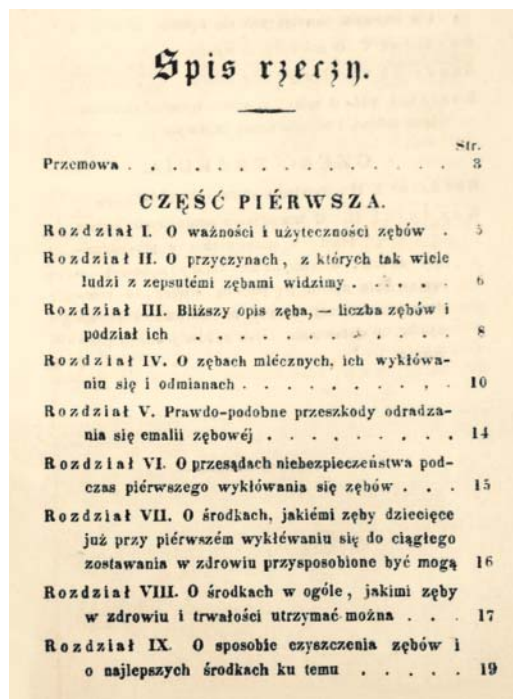 Spis rzeczy.
Str.
Przemowa . . . . . . . . . . . . . . . 3
CZĘŚĆ PIÉRWSZA.
Rozdział I. O ważności i użyteczności zębów . 5
Rozdział II. O przyczynach, z których tak wiele
ludzi z zepsutémi zębami widzimy . . . . . 6
Rozdział III. Bliższy opis zęba, — liczba zębów i
podział ich . . . . . . . . . . . . 8
Rozdział IV. O zębach mlécznych, ich wykłówa-
niu się i odmianach . . . . . . . . . . 10
Rozdział V. Prawdo-podobne przeszkody odradza-
nia się emalii zębowéj . . . . . . . . . 14
Rozdział VI. O przesądach niebezpieczeństwa pod-
czas piérwszego wykłówania się zębów . . . 15
Rozdział VII. O środkach, jakiémi zęby dziecięce
już przy piérwszém wykłéwaniu się do ciągłego
zostawania w zdrowiu przysposobione być mogą 16
Rozdział VIII. O środkach w ogóle, jakimi zęby
w zdrowiu i trwałości utrzymać można . . . 17
Rozdział IX. O sposobie czyszczenia zębów i
o najlepszych środkach ku temu . . . . . 19